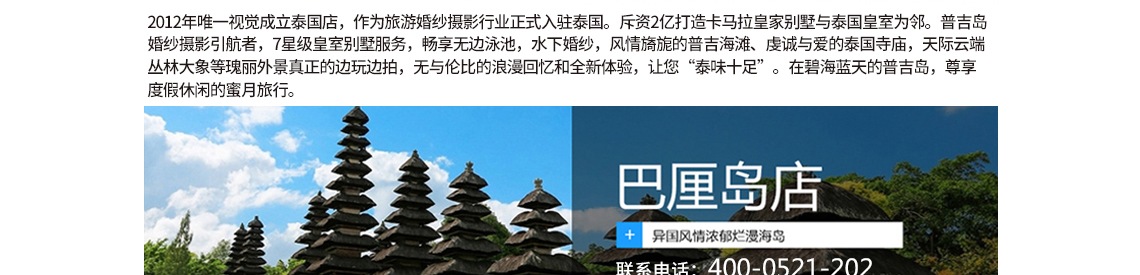 2012年唯一视觉成立泰国店，作为旅游婚纱摄影行业正式入驻泰国。斥资2亿打造卡马拉皇家别墅与泰国皇室为邻。普吉岛
婚纱摄影引航者，7星级皇室别墅服务，畅享无边泳池，水下婚纱，风情旖旎的普吉海滩、虔诚与爱的泰国寺庙，天际云端
丛林大象等瑰丽外景真正的边玩边拍，无与伦比的浪漫回忆和全新体验，让您“泰味十足”。在碧海蓝天的普吉岛，尊享
度假休闲的蜜月旅行。
巴厘岛店
+ 异国风情浓郁烂漫海岛
联系电话：400-0521-202